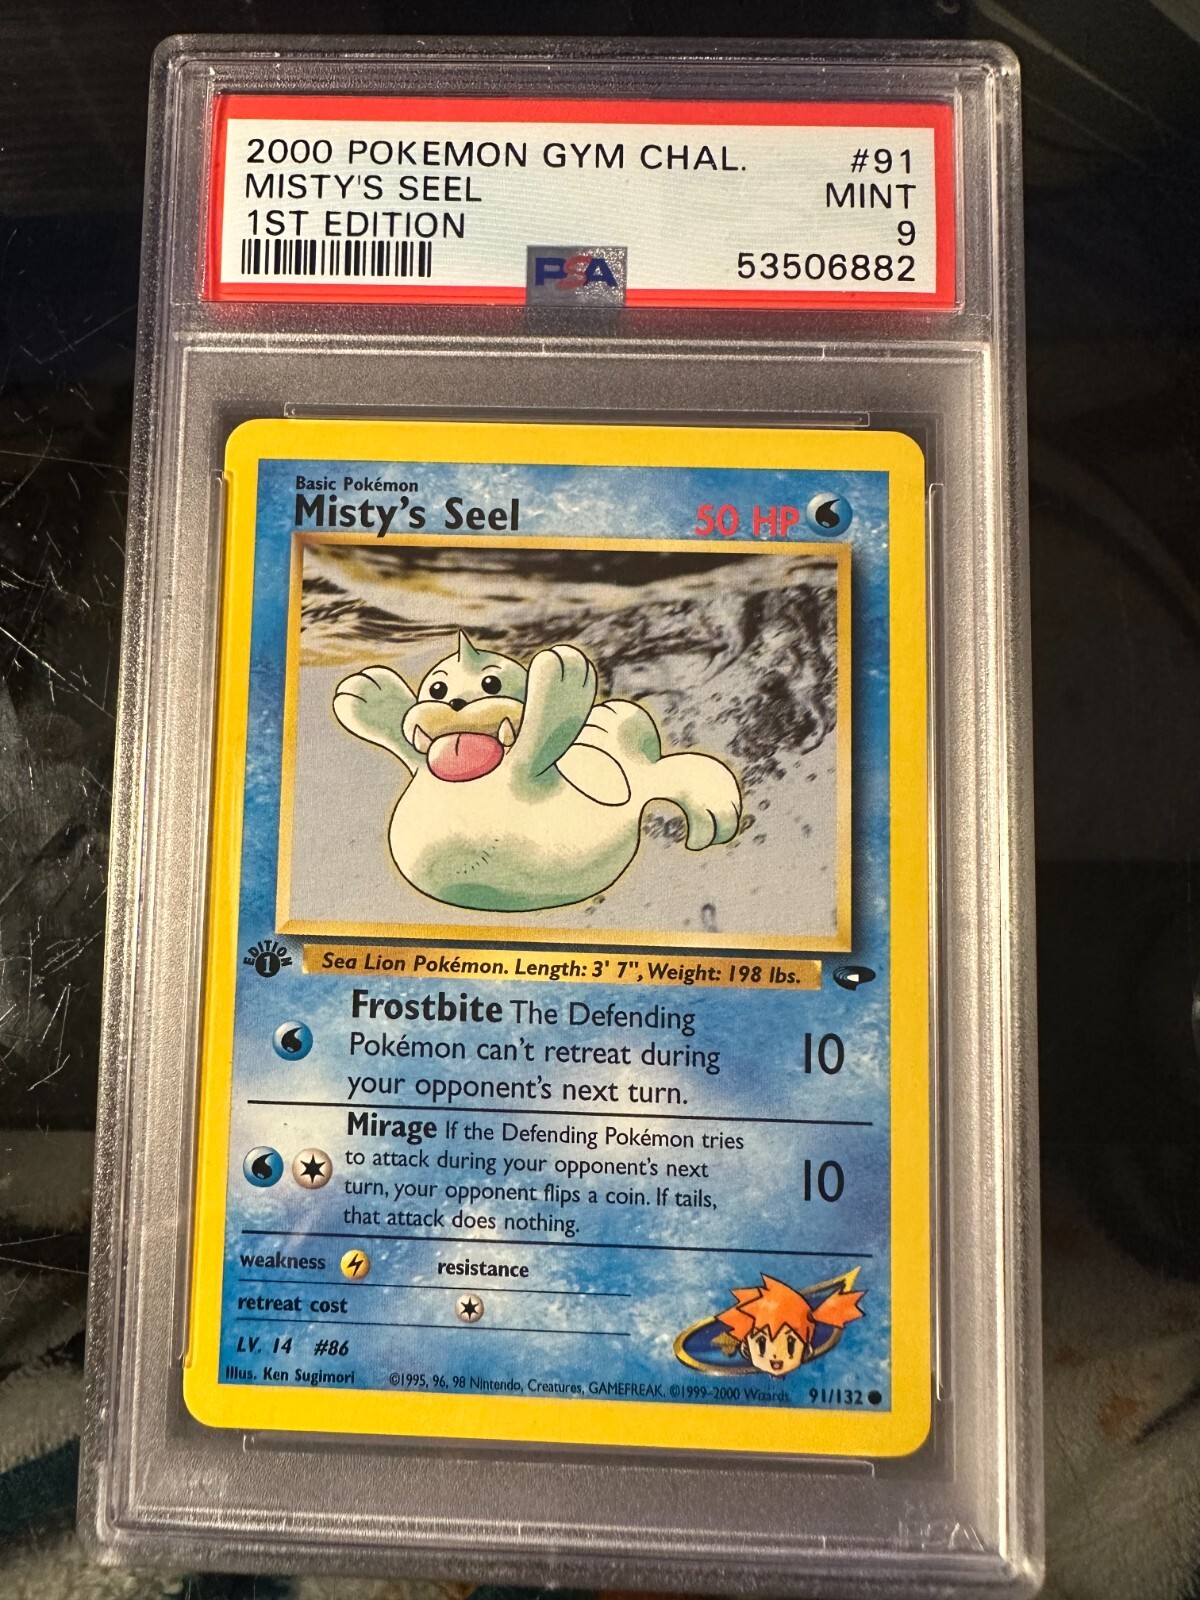 2000 POKEMON GYM CHAL. #91
MISTY'S SEEL MINT
1ST EDITION 9
PSA 53506882
Basic Pokémon
Misty's Seel 50 HP
EDITION 1
Sea Lion Pokémon. Length: 3' 7", Weight: 198 lbs.
Frostbite The Defending
Pokémon can't retreat during 10
your opponent's next turn.
Mirage If the Defending Pokémon tries
to attack during your opponent's next 10
turn, your opponent flips a coin. If tails,
that attack does nothing.
weakness resistance
retreat cost
LV. 14 #86
Illus. Ken Sugimori ©1995, 96, 98 Nintendo, Creatures, GAMEFREAK. ©1999-2000 Wizards. 91/132